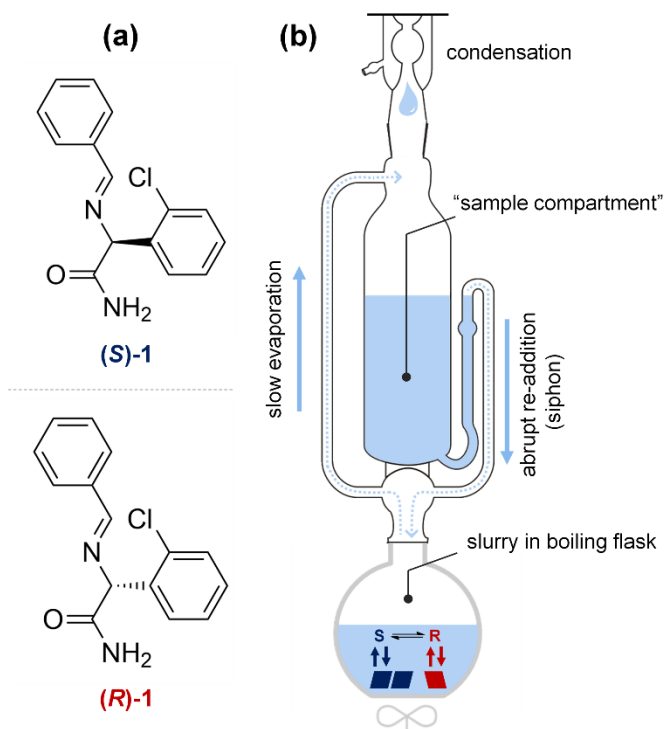 (a)
Cl
N
O
NH2
(S)-1
Cl
N
O
NH2
(R)-1
(b)
condensation
“sample compartment”
slow evaporation
abrupt re-addition
(siphon)
slurry in boiling flask
S R